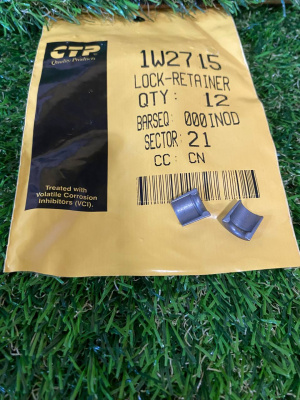 CTP
Quality Products
1W2715
LOCK-RETAINER
QTY: 12
BARSEQ: 000INOD
SECTOR: 21
CC: CN
Treated with
Volatile Corrosion
Inhibitors (VCI).